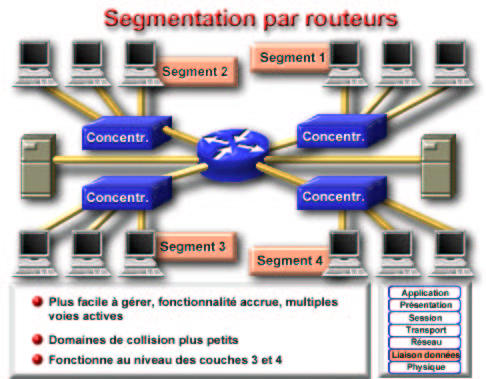 Segmentation par routeurs
Segment 2
Segment 1
Concentr.
Concentr.
Concentr.
Concentr.
Segment 3
Segment 4
Plus facile à gérer, fonctionnalité accrue, multiples
voies actives
Domaines de collision plus petits
Fonctionne au niveau des couches 3 et 4
Application
Présentation
Session
Transport
Réseau
Liaison données
Physique